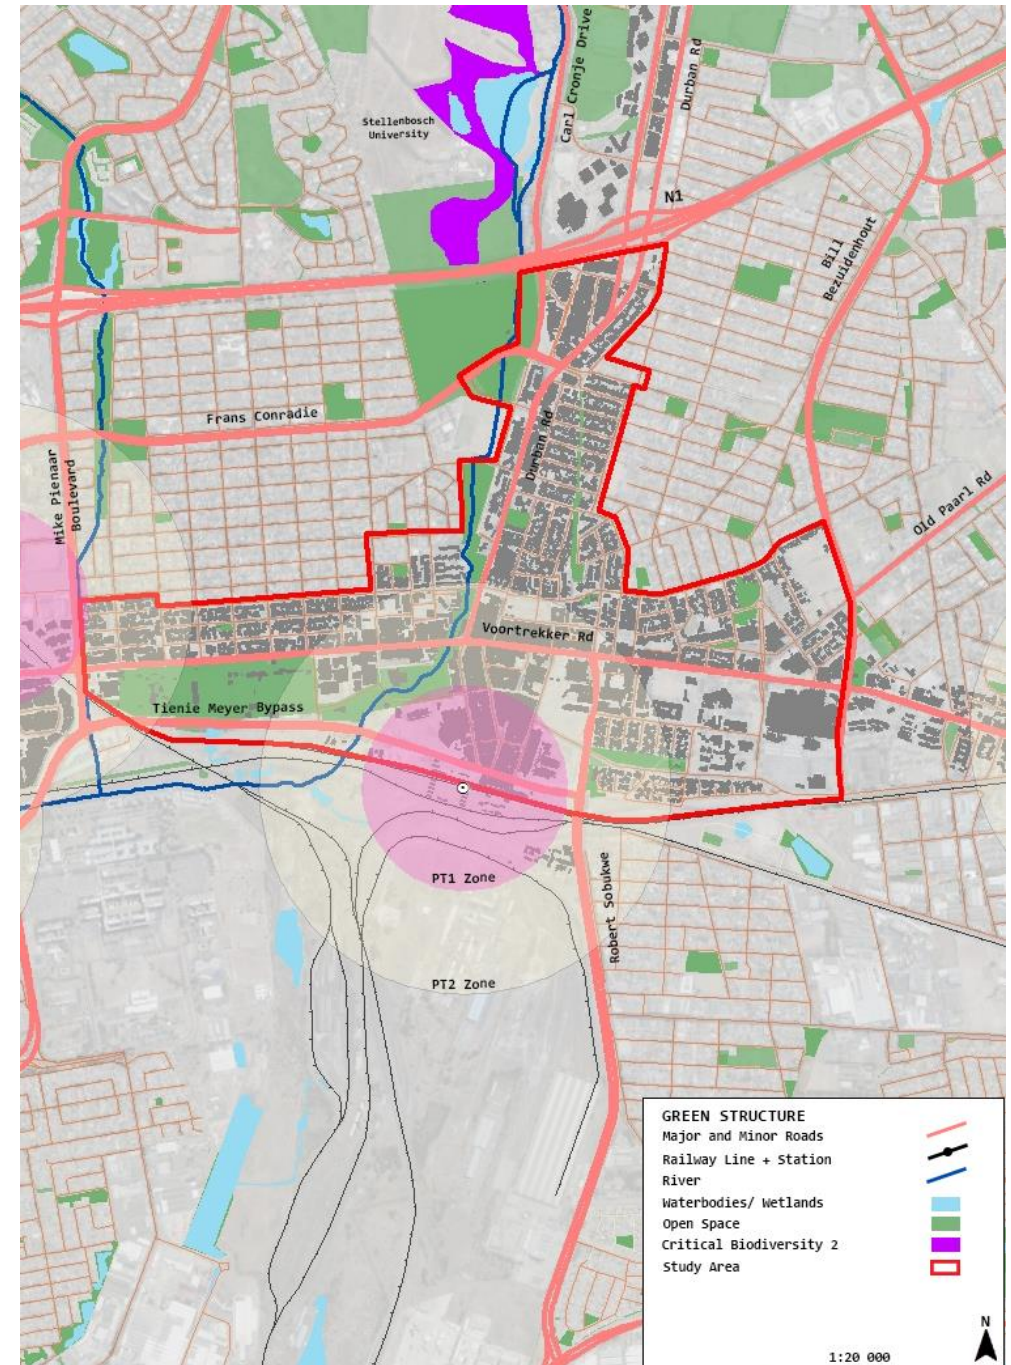 Carl Cronje Drive
Durban Rd
Stellenbosch
University
N1
Bill
Bezuidenhout
Frans Conradie
Durban Rd
Mike Pienaar
Boulevard
Old Paarl Rd
Voortrekker Rd
Tienie Meyer Bypass
PT1 Zone
Robert Sobukwe
PT2 Zone
GREEN STRUCTURE
Major and Minor Roads
Railway Line + Station
River
Waterbodies/ Wetlands
Open Space
Critical Biodiversity 2
Study Area
N
1:20 000